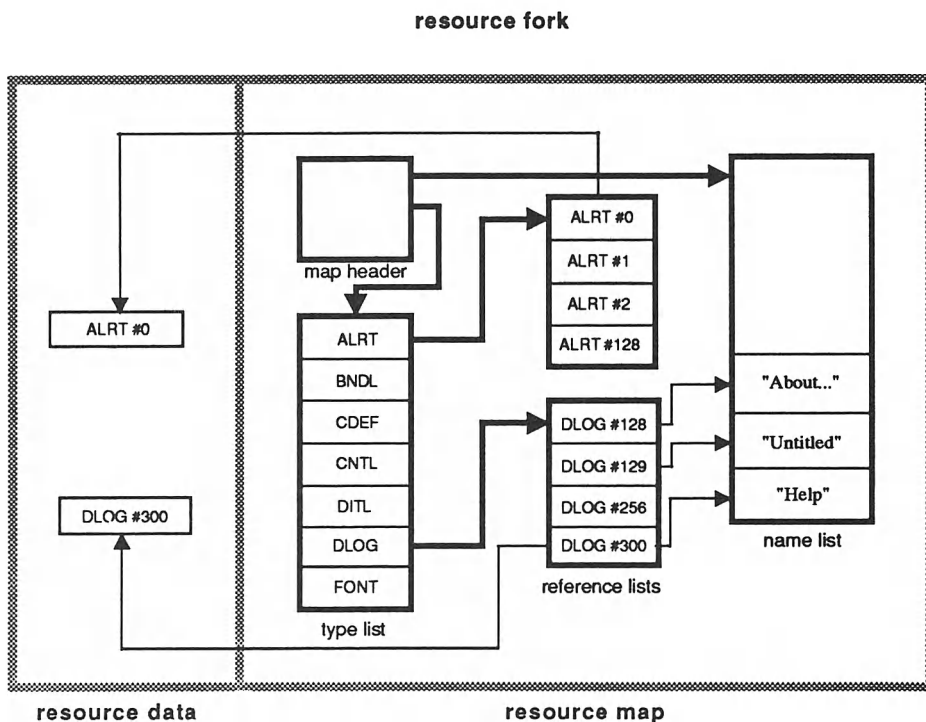 resource fork
map header
ALRT #0
ALRT #1
ALRT #2
ALRT #128
ALRT #0
ALRT
BNDL
CDEF
CNTL
DITL
DLOG
FONT
type list
DLOG #128
DLOG #129
DLOG #256
DLOG #300
reference lists
"About..."
"Untitled"
"Help"
name list
DLOG #300
resource data
resource map